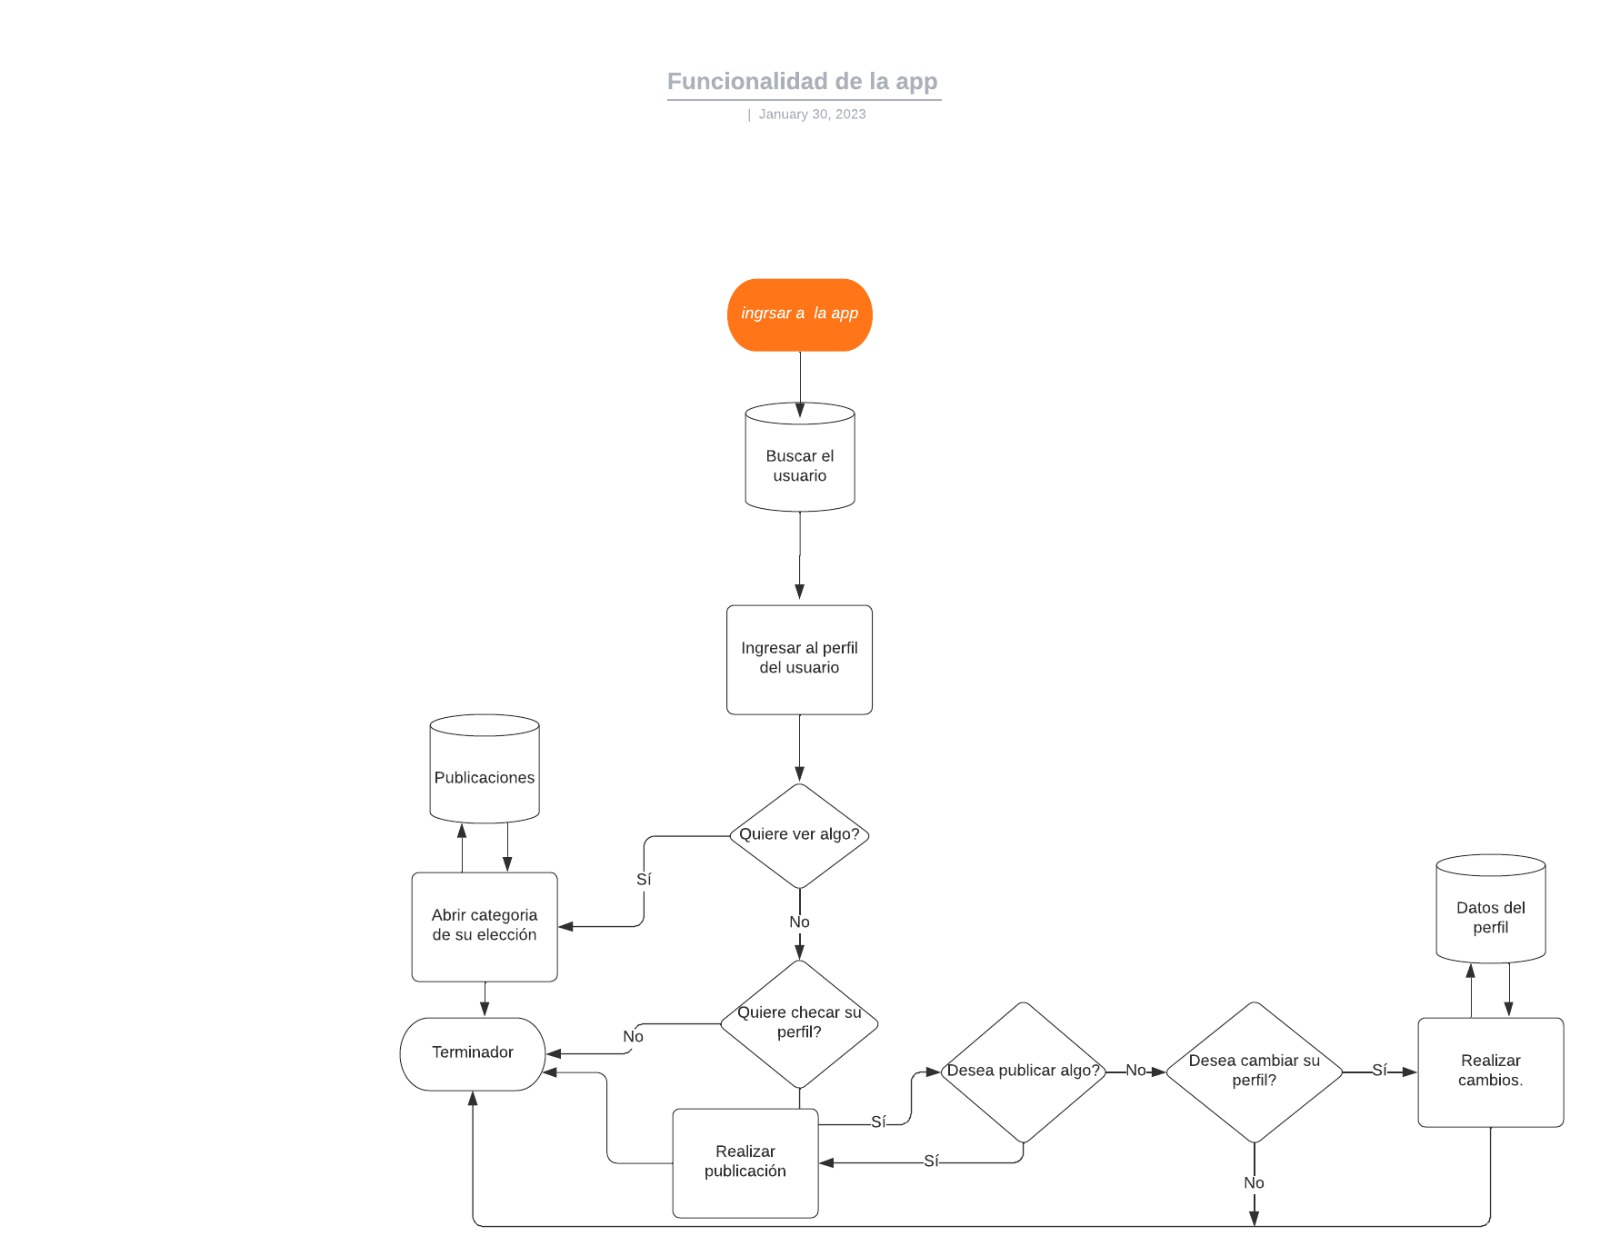 Funcionalidad de la app
| January 30, 2023
ingrsar a la app
Buscar el
usuario
Ingresar al perfil
del usuario
Publicaciones
Quiere ver algo?
Sí
Abrir categoria
de su elección
No
Datos del
perfil
Quiere checar su
perfil?
No
Terminador
Desea publicar algo?
No
Desea cambiar su
perfil?
Sí
Realizar
cambios.
Sí
Realizar
publicación
Sí
No